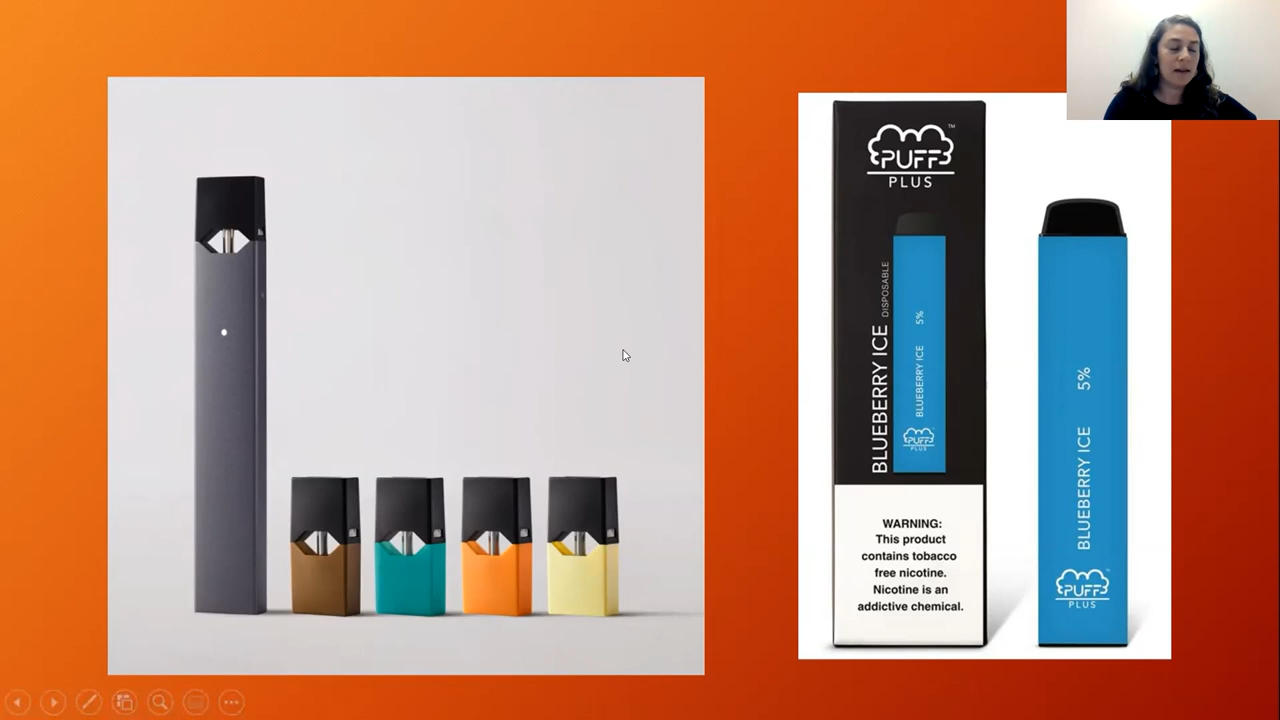 PUFF
PLUS
TM
BLUEBERRY ICE DISPOSABLE
BLUEBERRY ICE 5%
PUFF
PLUS
WARNING:
This product
contains tobacco
free nicotine.
Nicotine is an
addictive chemical.
BLUEBERRY ICE 5%
PUFF
PLUS